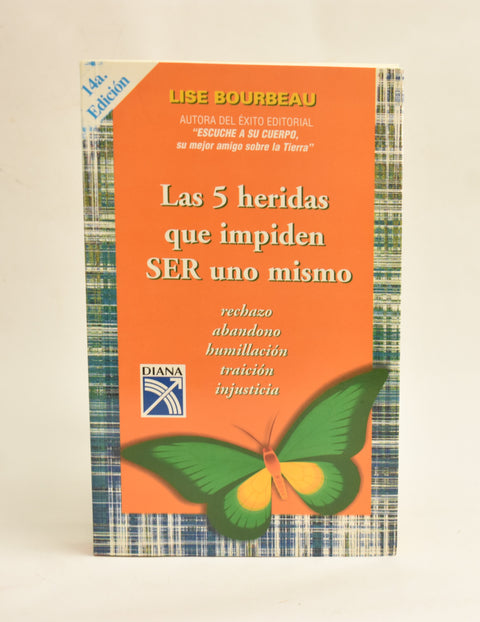 14a.
Edición
LISE BOURBEAU
AUTORA DEL ÉXITO EDITORIAL
"ESCUCHE A SU CUERPO,
su mejor amigo sobre la Tierra"
Las 5 heridas
que impiden
SER uno mismo
rechazo
abandono
humillación
traición
injusticia
DIANA